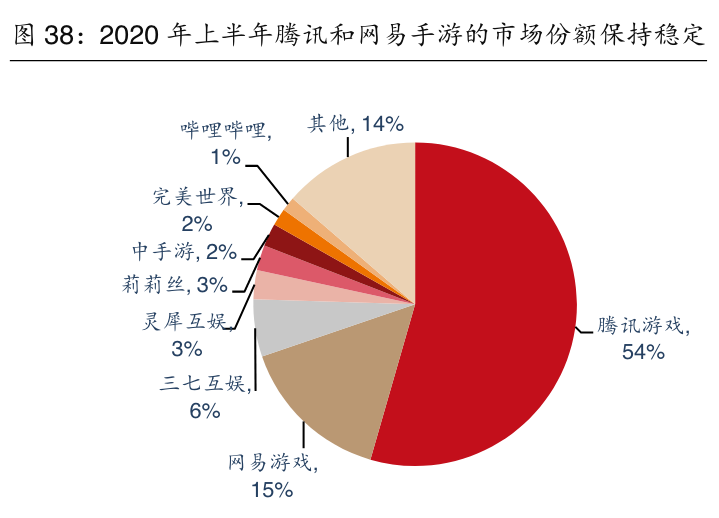 图 38：2020 年上半年腾讯和网易手游的市场份额保持稳定
其他, 14%
哔哩哔哩,
1%
完美世界,
2%
中手游, 2%
莉莉丝, 3%
灵犀互娱,
3%
三七互娱,
6%
网易游戏,
15%
腾讯游戏,
54%